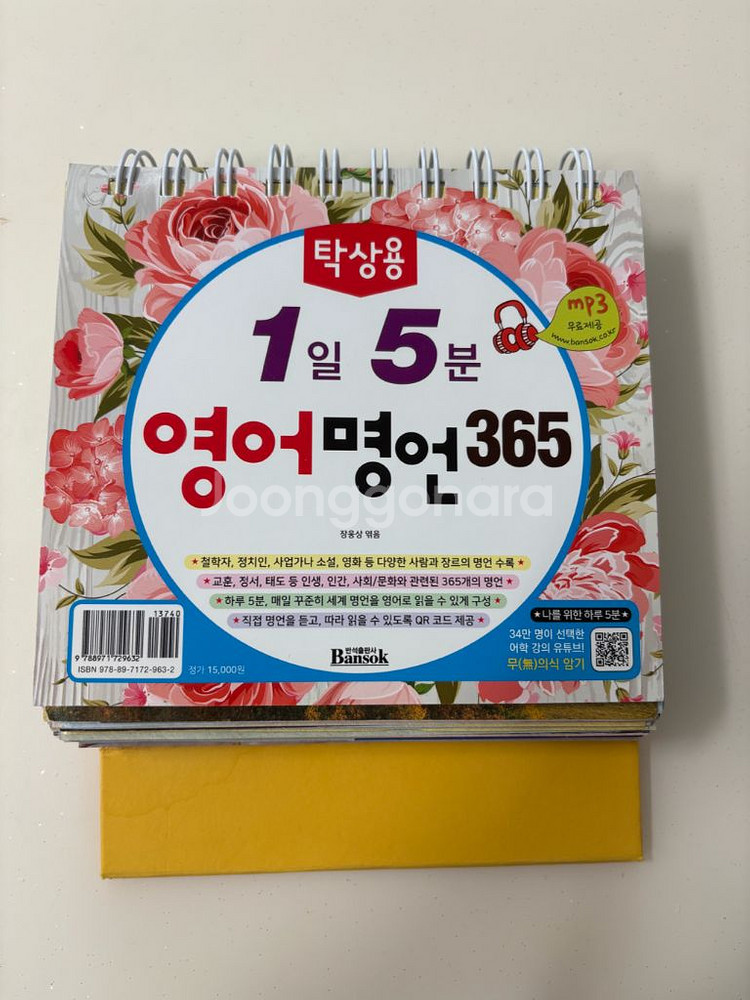 탁상용
mp3
무료제공
www.bansok.co.kr
1일 5분
영어명언365
Joonggonara
장웅상 엮음
★철학자, 정치인, 사업가나 소설, 영화 등 다양한 사람과 장르의 명언 수록★
★교훈, 정서, 태도 등 인생, 인간, 사회/문화와 관련된 365개의 명언★
★하루 5분, 매일 꾸준히 세계 명언을 영어로 읽을 수 있게 구성★
★직접 명언을 듣고, 따라 읽을 수 있도록 QR 코드 제공★
13740
9 788971 729632
ISBN 978-89-7172-963-2
정가 15,000원
반석출판사
Bansok
★나를 위한 하루 5분★
34만 명이 선택한
어학 강의 유튜브!
무(無)의식 암기